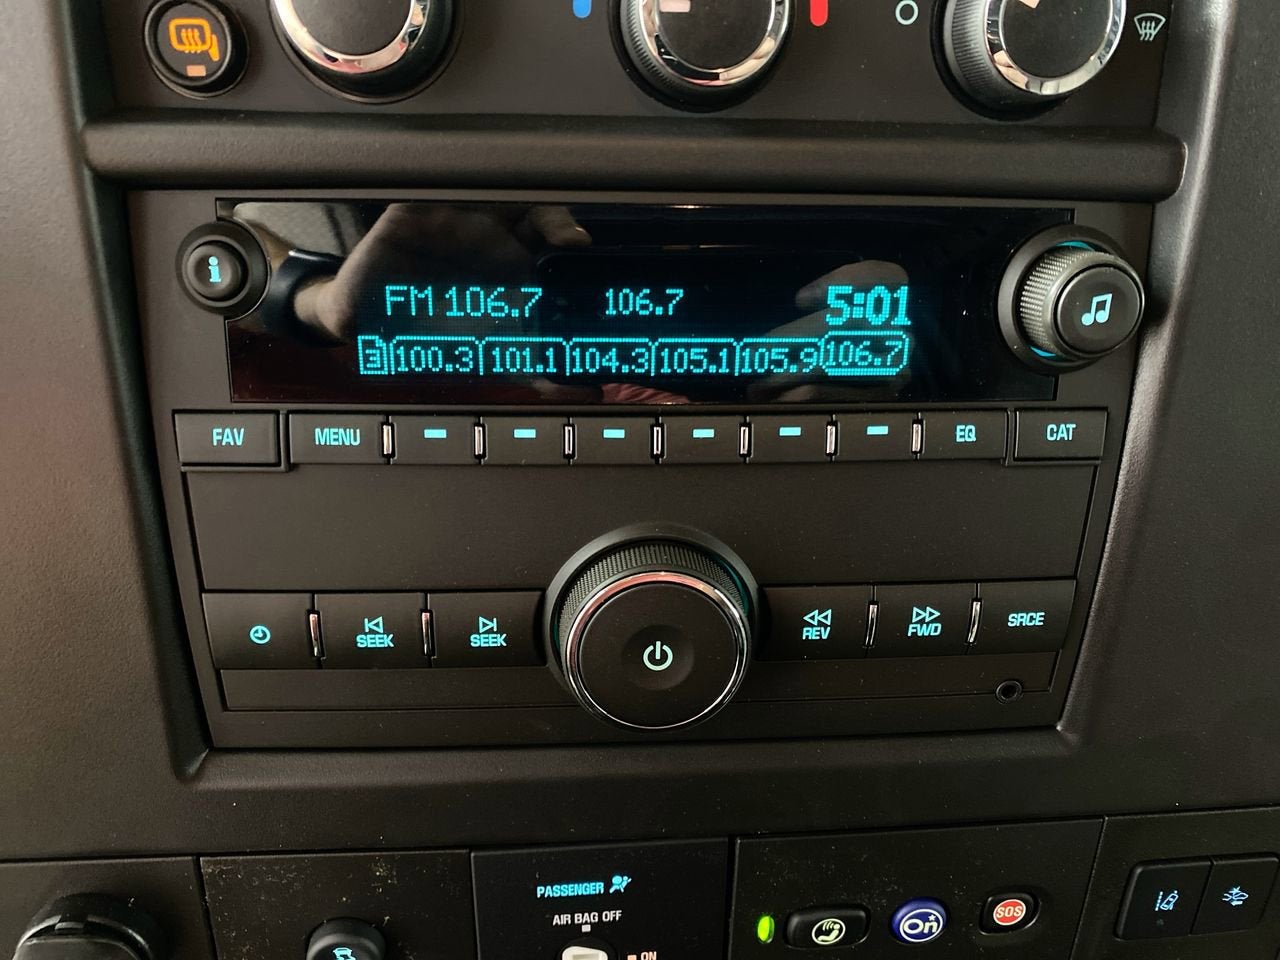 i
FM 106.7 106.7 5:01
3 100.3 101.1 104.3 105.1 105.9 106.7
FAV MENU EQ CAT
SEEK SEEK REV FWD SRCE
PASSENGER
AIR BAG OFF
ON
On
SOS